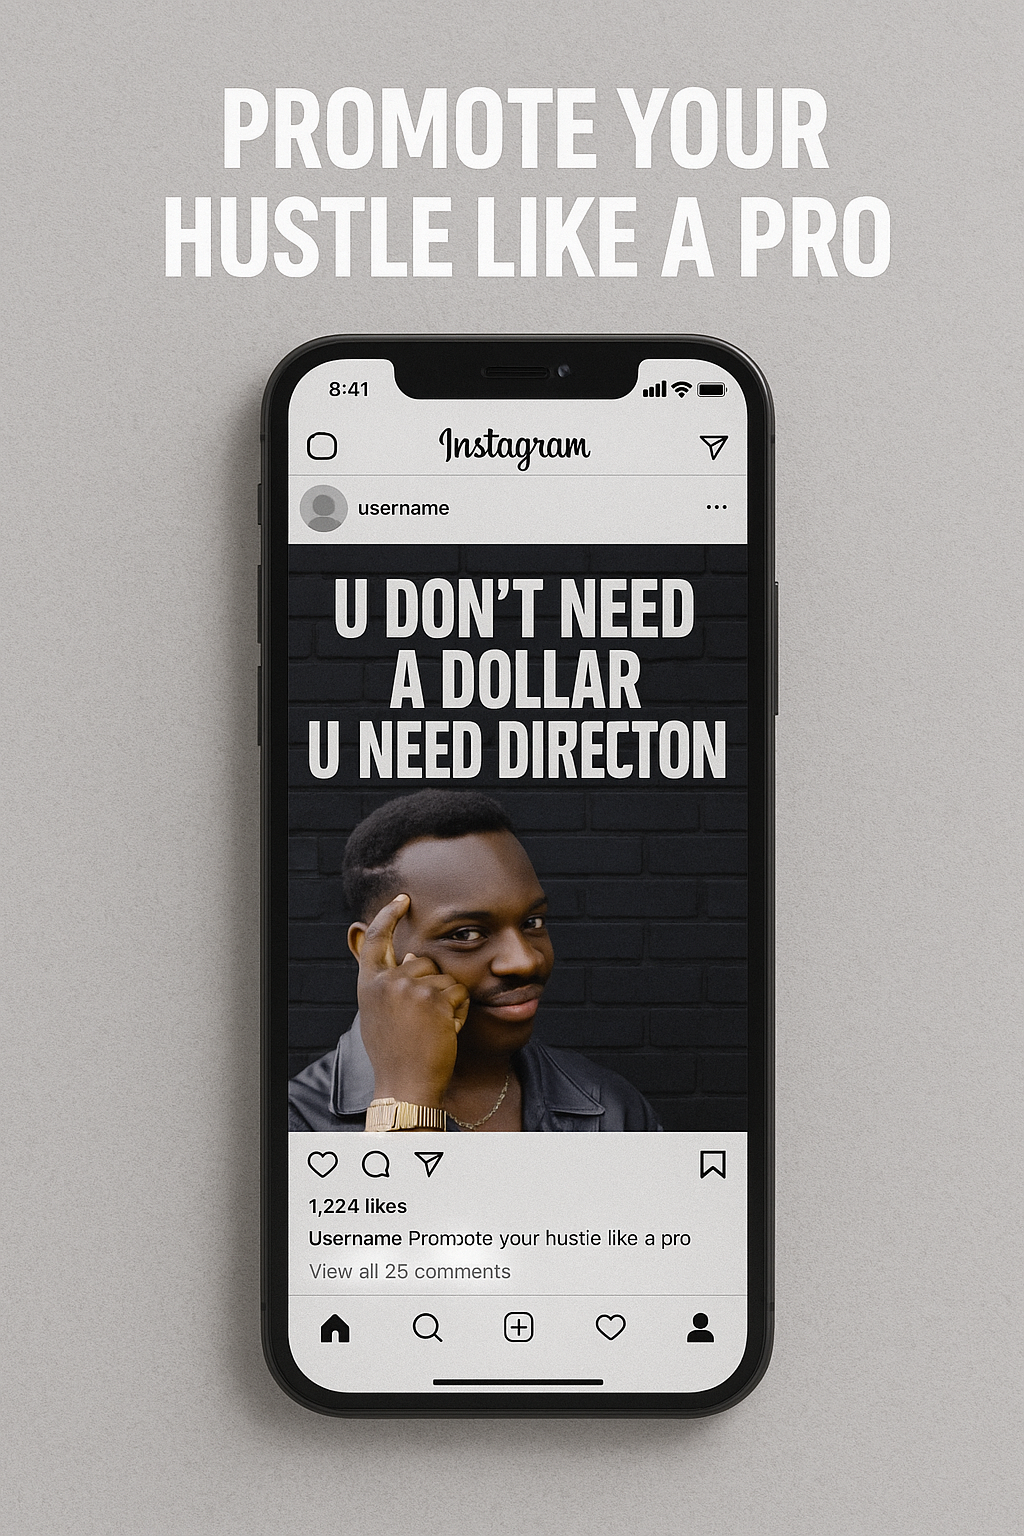 PROMOTE YOUR
HUSTLE LIKE A PRO
8:41
Instagram
username
U DON'T NEED
A DOLLAR
U NEED DIRECTON
1,224 likes
Username Promɔote your hustie like a pro
View all 25 comments